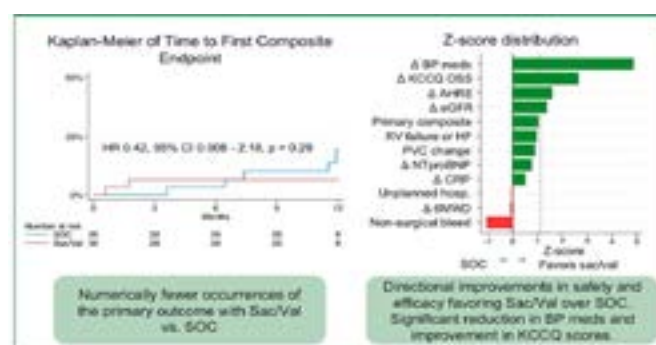 Kaplan-Meier of Time to First Composite
Endpoint
Z-score distribution
Δ BP meds
Δ KCCQ OSS
Δ AHRE
Δ eGFR
Primary composite
RV failure or HF
PVC change
Δ NTproBNP
Δ CRP
Unplanned hosp.
Δ 6MWD
Non-surgical bleed
HR 0.42, 95% CI
p = 0.29
0%
Months
Number at risk
SOC
Sac/Val
Z-score
SOC
Favors sac/val
Numerically fewer occurrences of
the primary outcome with Sac/Val
vs. SOC
Directional improvements in safety and
efficacy favoring Sac/Val over SOC.
Significant reduction in BP meds and
improvement in KCCQ scores.